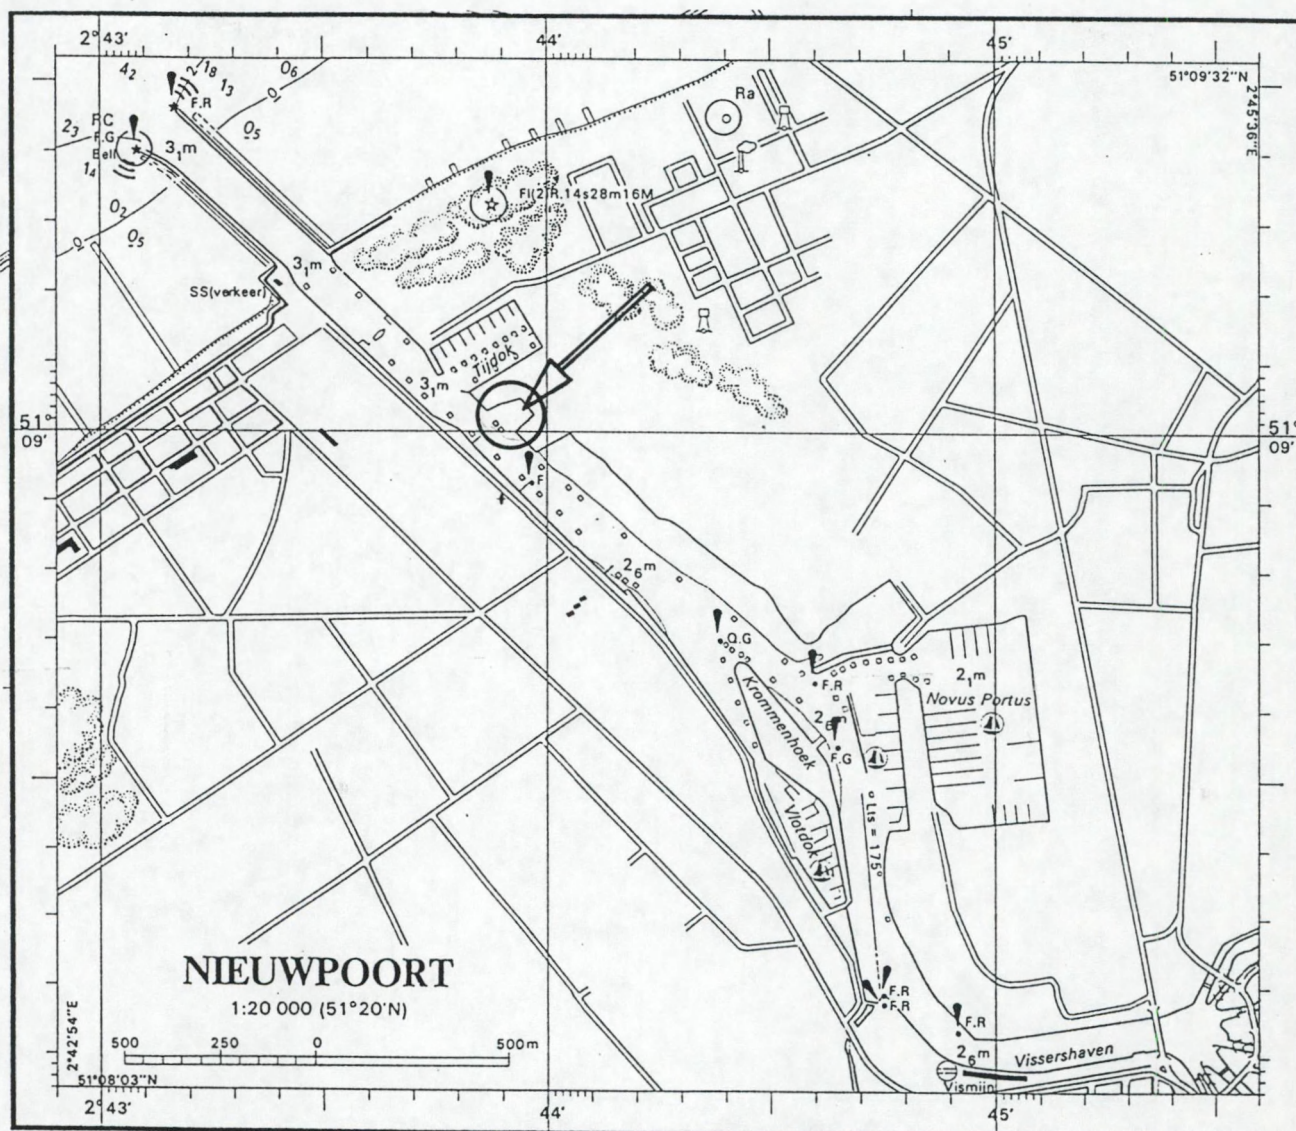 2°43'
44'
45'
51°09'32"N
2°45'36"E
4₂
2/1₈
1₃
0₆
0₁
0₅
F.R
2₃
F.G
Bell
3₁m
1₄
0₂
0₅
0
Ra
Fl(2)R.14s28m16M
3₁m
SS(verkeer)
Tijdok
3₁m
51°
09'
51°
09'
F
2₆m
Q.G
F.R
2₁m
Novus Portus
Krommenhoek
F.G
Lts = 175°
Vlotdok
NIEUWPOORT
1:20 000 (51°20'N)
500 250 0 500m
F.R
F.R
F.R
2₆m
Vissershaven
Vismijn
2°42'54"E
51°08'03"N
2°43'
44'
45'